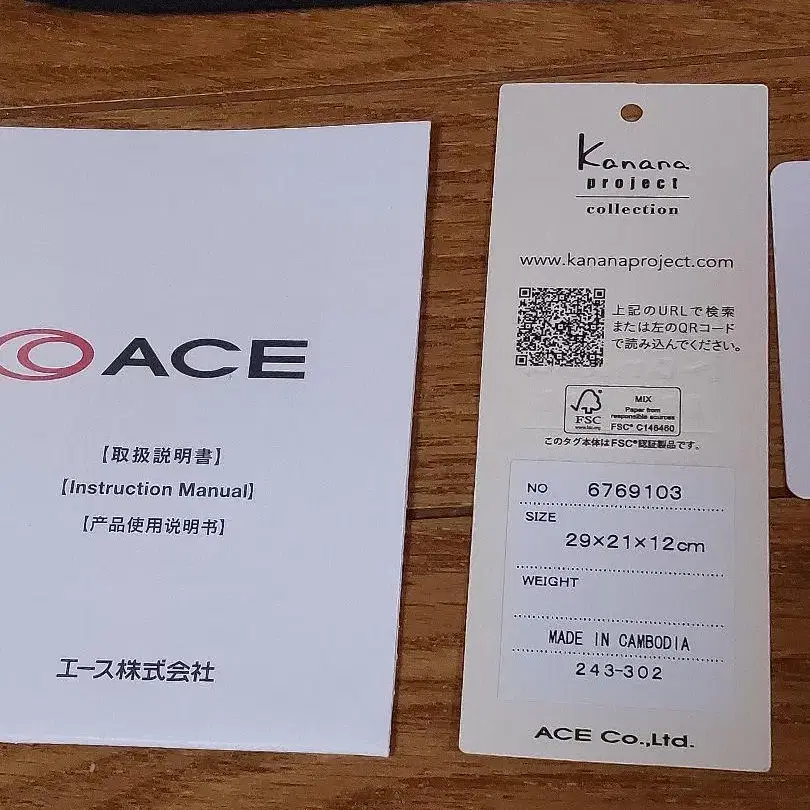 ACE
【取扱説明書】
【Instruction Manual】
【产品使用说明书】
エース株式会社
Kanana
project
collection
www.kananaproject.com
上記のURLで検索
または左のQRコード
で読み込んでください。
FSC
www.fsc.org
MIX
Paper from
responsible sources
FSC® C146460
このタグ本体はFSC®認証製品です。
NO 6769103
SIZE
29×21×12cm
WEIGHT
MADE IN CAMBODIA
243-302
ACE Co.,Ltd.